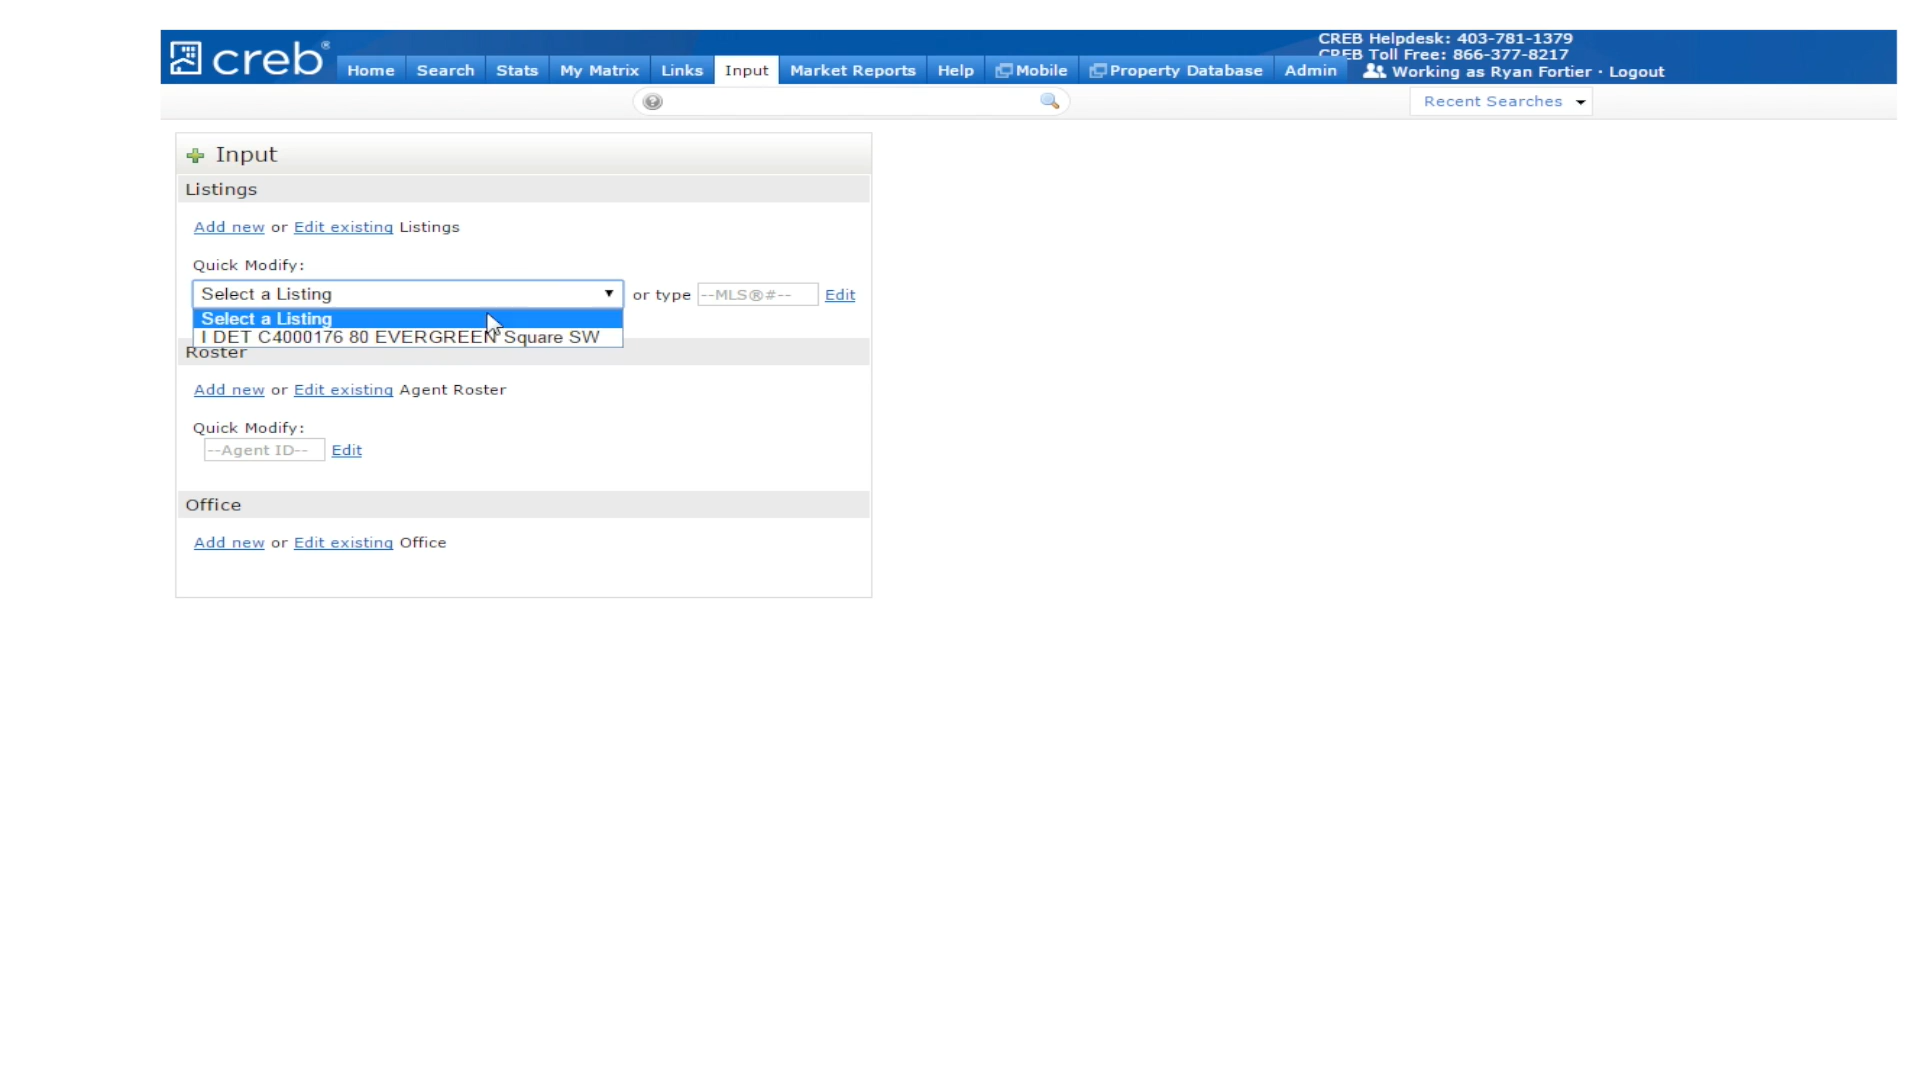 creb®
CREB Helpdesk: 403-781-1379
CREB Toll Free: 866-377-8217
Home Search Stats My Matrix Links Input Market Reports Help Mobile Property Database Admin Working as Ryan Fortier · Logout
Recent Searches
Input
Listings
Add new or Edit existing Listings
Quick Modify:
Select a Listing or type --MLS®#-- Edit
Select a Listing
I DET C4000176 80 EVERGREEN Square SW
Roster
Add new or Edit existing Agent Roster
Quick Modify:
--Agent ID-- Edit
Office
Add new or Edit existing Office